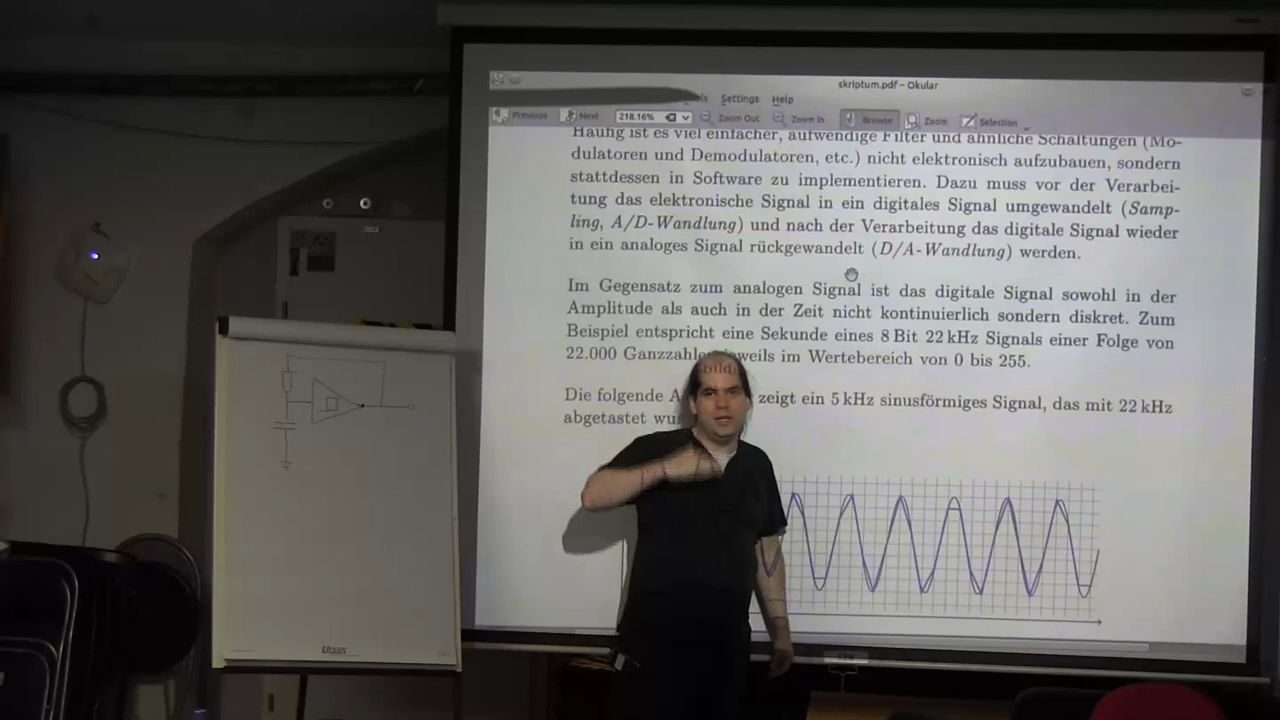 skriptum.pdf – Okular
Settings Help
Previous Next 218.16% Zoom Out Zoom In Browse Zoom Selection
Häufig ist es viel einfacher, aufwendige Filter und ähnliche Schaltungen (Mo-
dulatoren und Demodulatoren, etc.) nicht elektronisch aufzubauen, sondern
stattdessen in Software zu implementieren. Dazu muss vor der Verarbei-
tung das elektronische Signal in ein digitales Signal umgewandelt (Samp-
ling, A/D-Wandlung) und nach der Verarbeitung das digitale Signal wieder
in ein analoges Signal rückgewandelt (D/A-Wandlung) werden.
Im Gegensatz zum analogen Signal ist das digitale Signal sowohl in der
Amplitude als auch in der Zeit nicht kontinuierlich sondern diskret. Zum
Beispiel entspricht eine Sekunde eines 8 Bit 22 kHz Signals einer Folge von
22.000 Ganzzahlen jeweils im Wertebereich von 0 bis 255.
Die folgende Abbildu zeigt ein 5 kHz sinusförmiges Signal, das mit 22 kHz
abgetastet wu